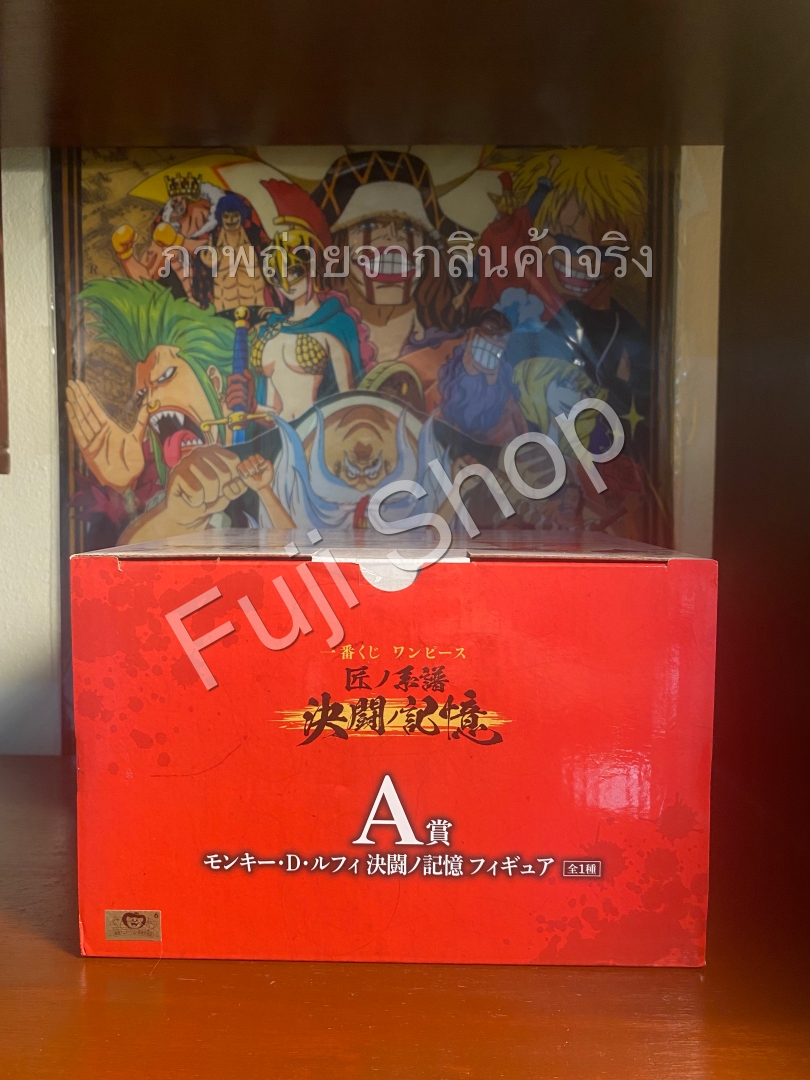 ภาพถ่ายจากสินค้าจริง
Fuji Shop
一番くじ ワンピース
匠ノ系譜
決闘ノ記憶
A賞
モンキー・D・ルフィ 決闘ノ記憶 フィギュア 全1種
6